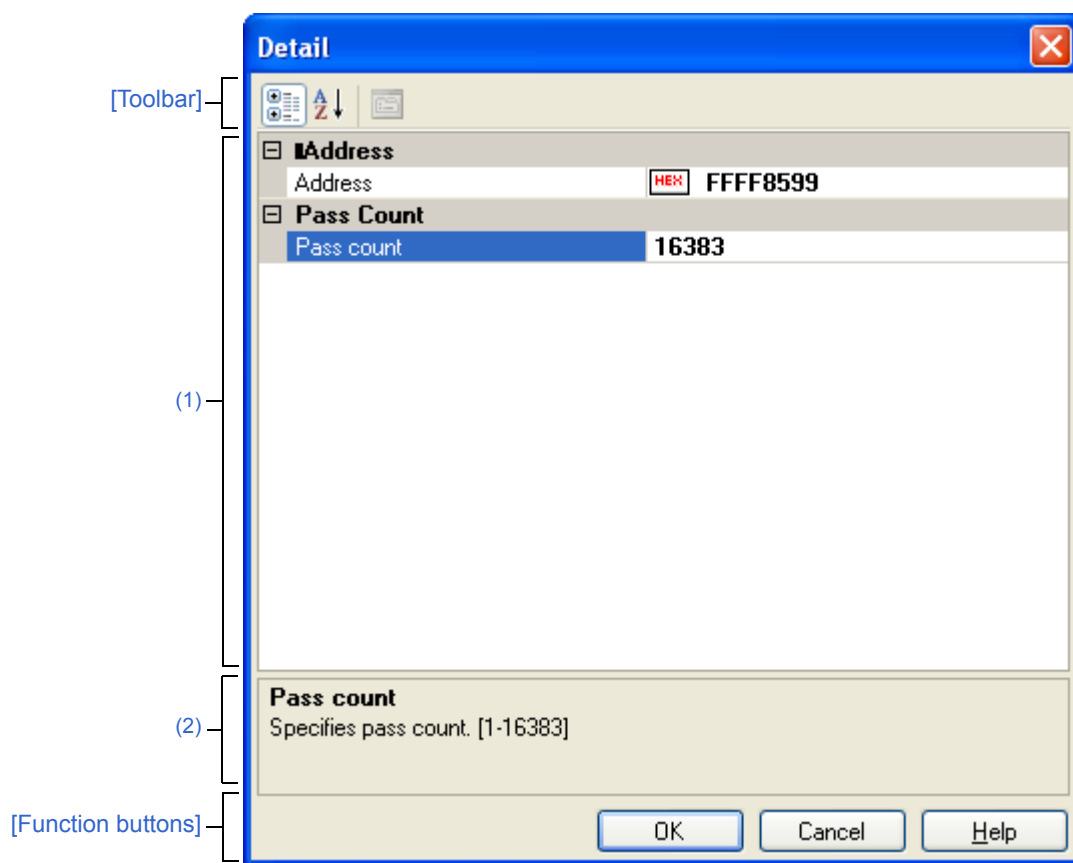 Detail
[Toolbar]
A Z
Address
Address HEX FFFF8599
Pass Count
Pass count 16383
(1)
Pass count
Specifies pass count. [1-16383]
(2)
[Function buttons]
OK Cancel Help